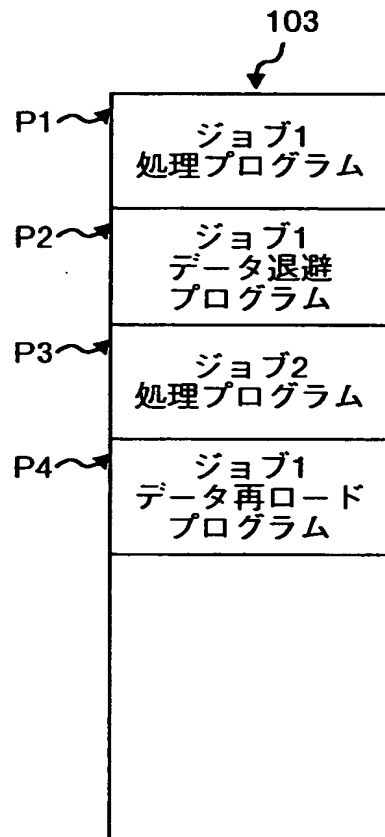 103
P1
ジョブ1
処理プログラム
P2
ジョブ1
データ退避
プログラム
P3
ジョブ2
処理プログラム
P4
ジョブ1
データ再ロード
プログラム